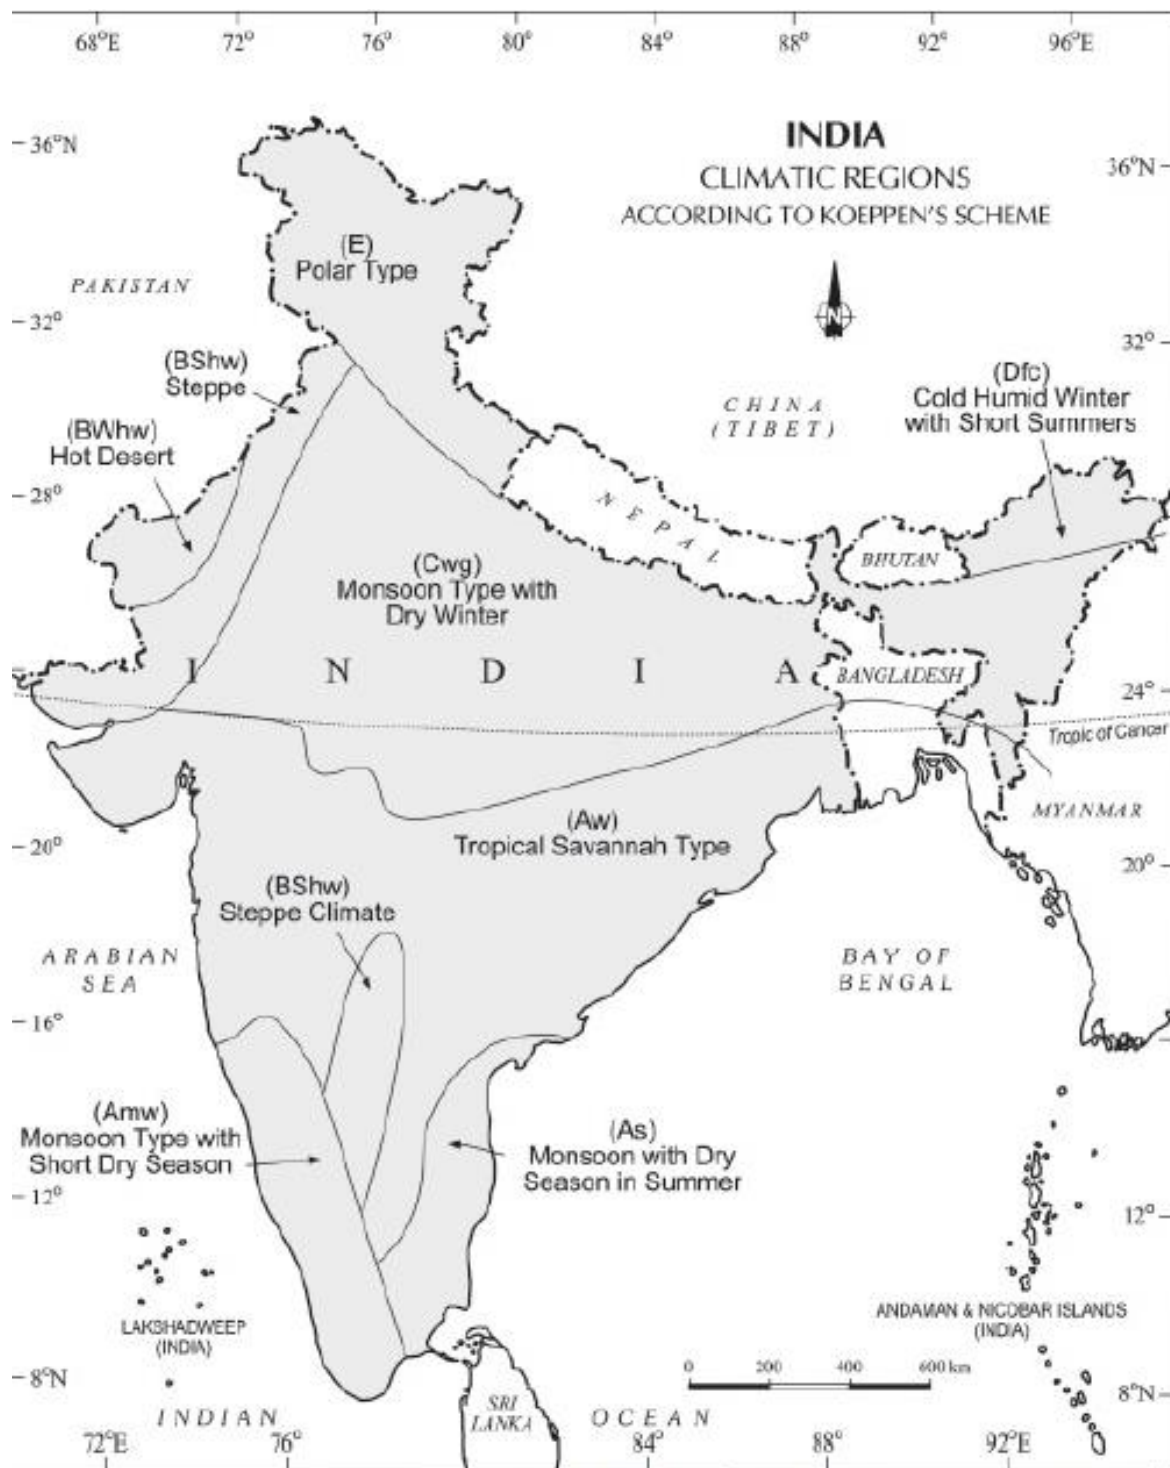 68°E 72° 76° 80° 84° 88° 92° 96°E
36°N
INDIA
CLIMATIC REGIONS
ACCORDING TO KOEPPEN'S SCHEME
36°N
(E)
Polar Type
PAKISTAN
N
32°
32°
(BShw)
Steppe
(Dfc)
Cold Humid Winter
with Short Summers
CHINA
(TIBET)
(BWhw)
Hot Desert
28°
NEPAL
BHUTAN
(Cwg)
Monsoon Type with
Dry Winter
INDIA
BANGLADESH
24°
Tropic of Cancer
MYANMAR
(Aw)
Tropical Savannah Type
20°
20°
(BShw)
Steppe Climate
ARABIAN
SEA
BAY OF
BENGAL
16°
(Amw)
Monsoon Type with
Short Dry Season
(As)
Monsoon with Dry
Season in Summer
12°
12°
LAKSHADWEEP
(INDIA)
ANDAMAN & NICOBAR ISLANDS
(INDIA)
0 200 400 600 km
8°N
8°N
SRI
LANKA
INDIAN OCEAN
72°E 76° 84° 88° 92°E